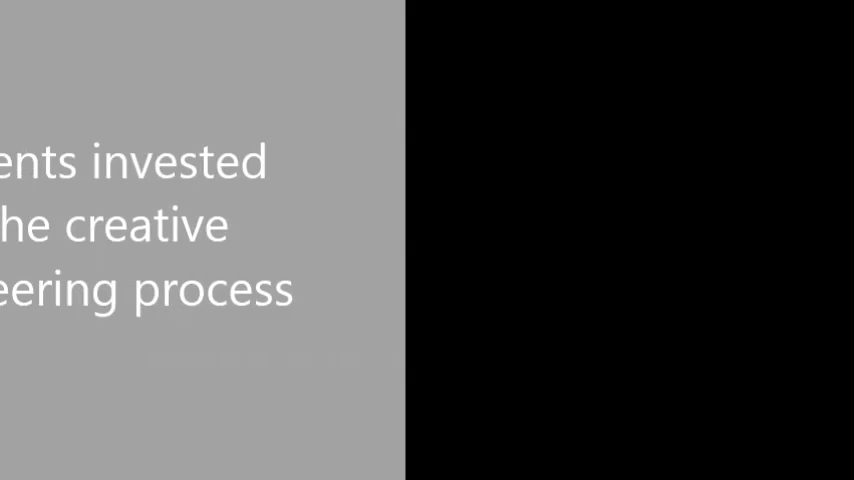 ents invested
he creative
eering process